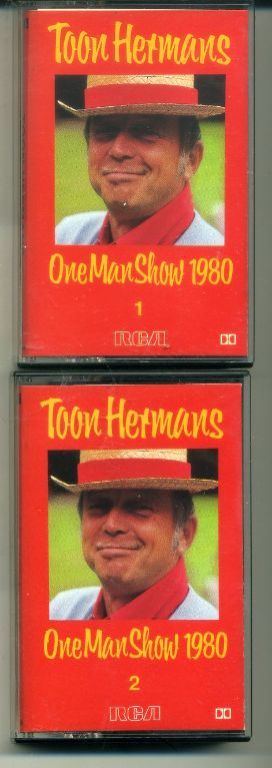 Toon Hermans
One Man Show 1980
1
RCA
Toon Hermans
One Man Show 1980
2
RCA